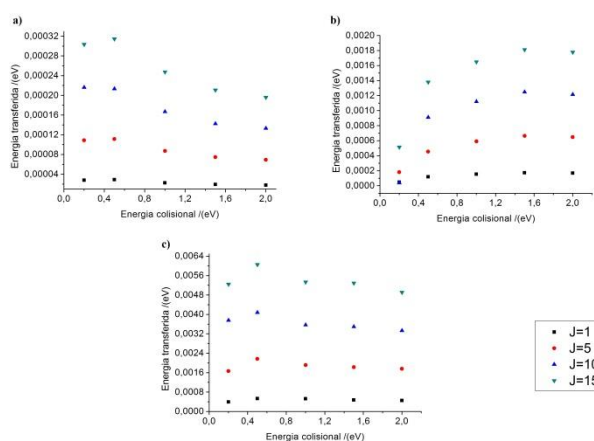 a)
0,00032
0,00028
0,00024
0,00020
0,00016
0,00012
0,00008
0,00004
Energia transferida /(eV)
0,0 0,4 0,8 1,2 1,6 2,0
Energia colisional /(eV)
b)
0,0020
0,0018
0,0016
0,0014
0,0012
0,0010
0,0008
0,0006
0,0004
0,0002
0,0000
Energia transferida /(eV)
0,0 0,4 0,8 1,2 1,6 2,0
Energia colisional /(eV)
c)
0,0064
0,0056
0,0048
0,0040
0,0032
0,0024
0,0016
0,0008
0,0000
Energia transferida /(eV)
0,0 0,4 0,8 1,2 1,6 2,0
Energia colisional /(eV)
J=1
J=5
J=10
J=15